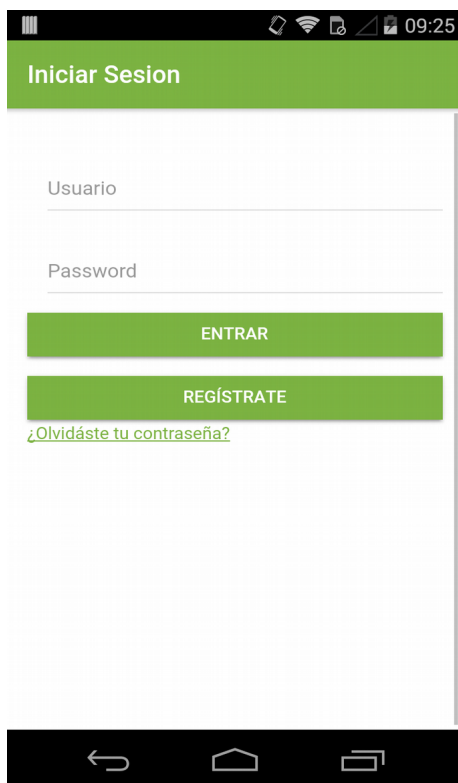 09:25
Iniciar Sesion
Usuario
Password
ENTRAR
REGÍSTRATE
¿Olvidáste tu contraseña?